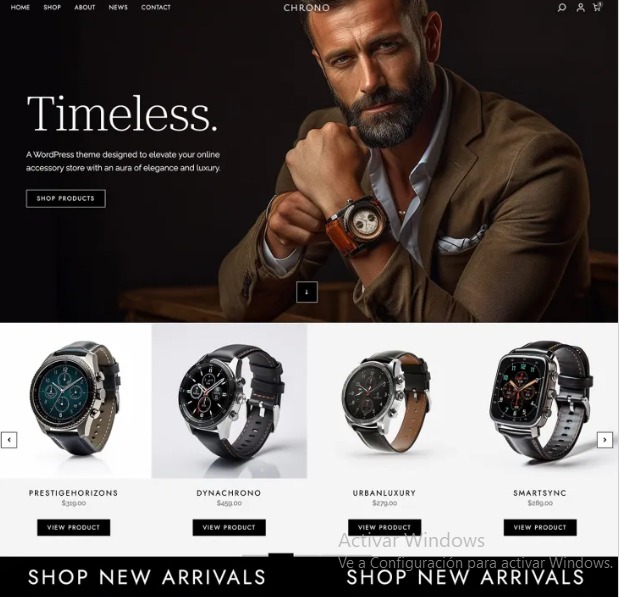 HOME SHOP ABOUT NEWS CONTACT
CHRONO
Timeless.
A WordPress theme designed to elevate your online
accessory store with an aura of elegance and luxury.
SHOP PRODUCTS
PRESTIGEHORIZONS DYNACHRONO URBANLUXURY SMARTSYNC
$319.00 $459.00 $279.00 $289.00
VIEW PRODUCT VIEW PRODUCT VIEW PRODUCT VIEW PRODUCT
Activar Windows
Ve a Configuración para activar Windows.
SHOP NEW ARRIVALS SHOP NEW ARRIVALS